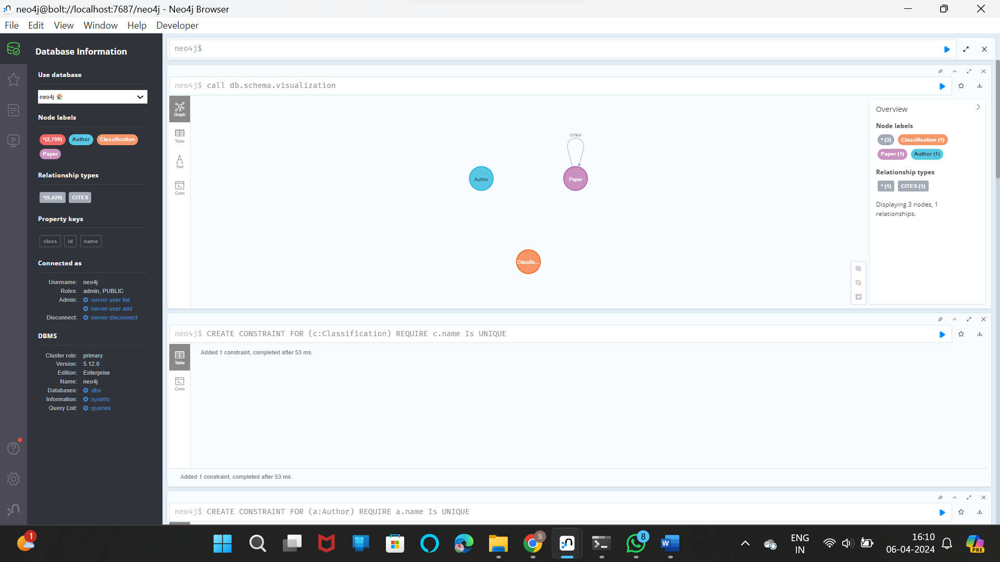 neo4j@bolt://localhost:7687/neo4j - Neo4j Browser
File Edit View Window Help Developer
Database Information
Use database
neo4j
Node labels
*(2,708) Author Classification
Paper
Relationship types
*(5,429) CITES
Property keys
class id name
Connected as
Username: neo4j
Roles: admin, PUBLIC
Admin: :server user list
:server user add
Disconnect: :server disconnect
DBMS
Cluster role: primary
Version: 5.12.0
Edition: Enterprise
Name: neo4j
Databases: :dbs
Information: :sysinfo
Query List: :queries
neo4j$
neo4j$ call db.schema.visualization
Graph
Table
Text
Code
CITES
Author
Paper
Classific...
Overview
Node labels
* (3) Classification (1)
Paper (1) Author (1)
Relationship types
* (1) CITES (1)
Displaying 3 nodes, 1
relationships.
neo4j$ CREATE CONSTRAINT FOR (c:Classification) REQUIRE c.name Is UNIQUE
Table
Code
Added 1 constraint, completed after 53 ms.
Added 1 constraint, completed after 53 ms.
neo4j$ CREATE CONSTRAINT FOR (a:Author) REQUIRE a.name Is UNIQUE
1
S
8
W
ENG
IN
16:10
06-04-2024
PRE